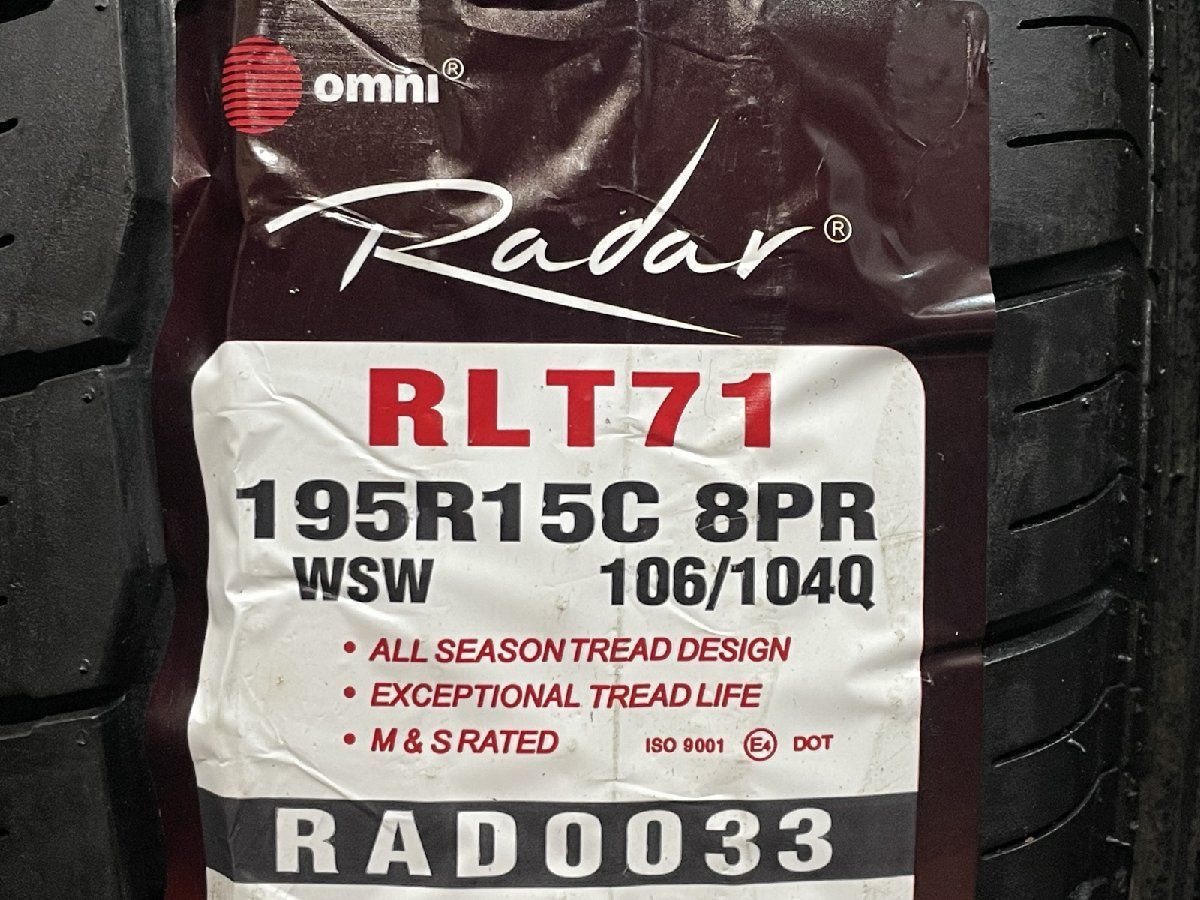 omni®
Radar®
RLT71
195R15C 8PR
WSW 106/104Q
• ALL SEASON TREAD DESIGN
• EXCEPTIONAL TREAD LIFE
• M & S RATED ISO 9001 E4 DOT
RAD0033